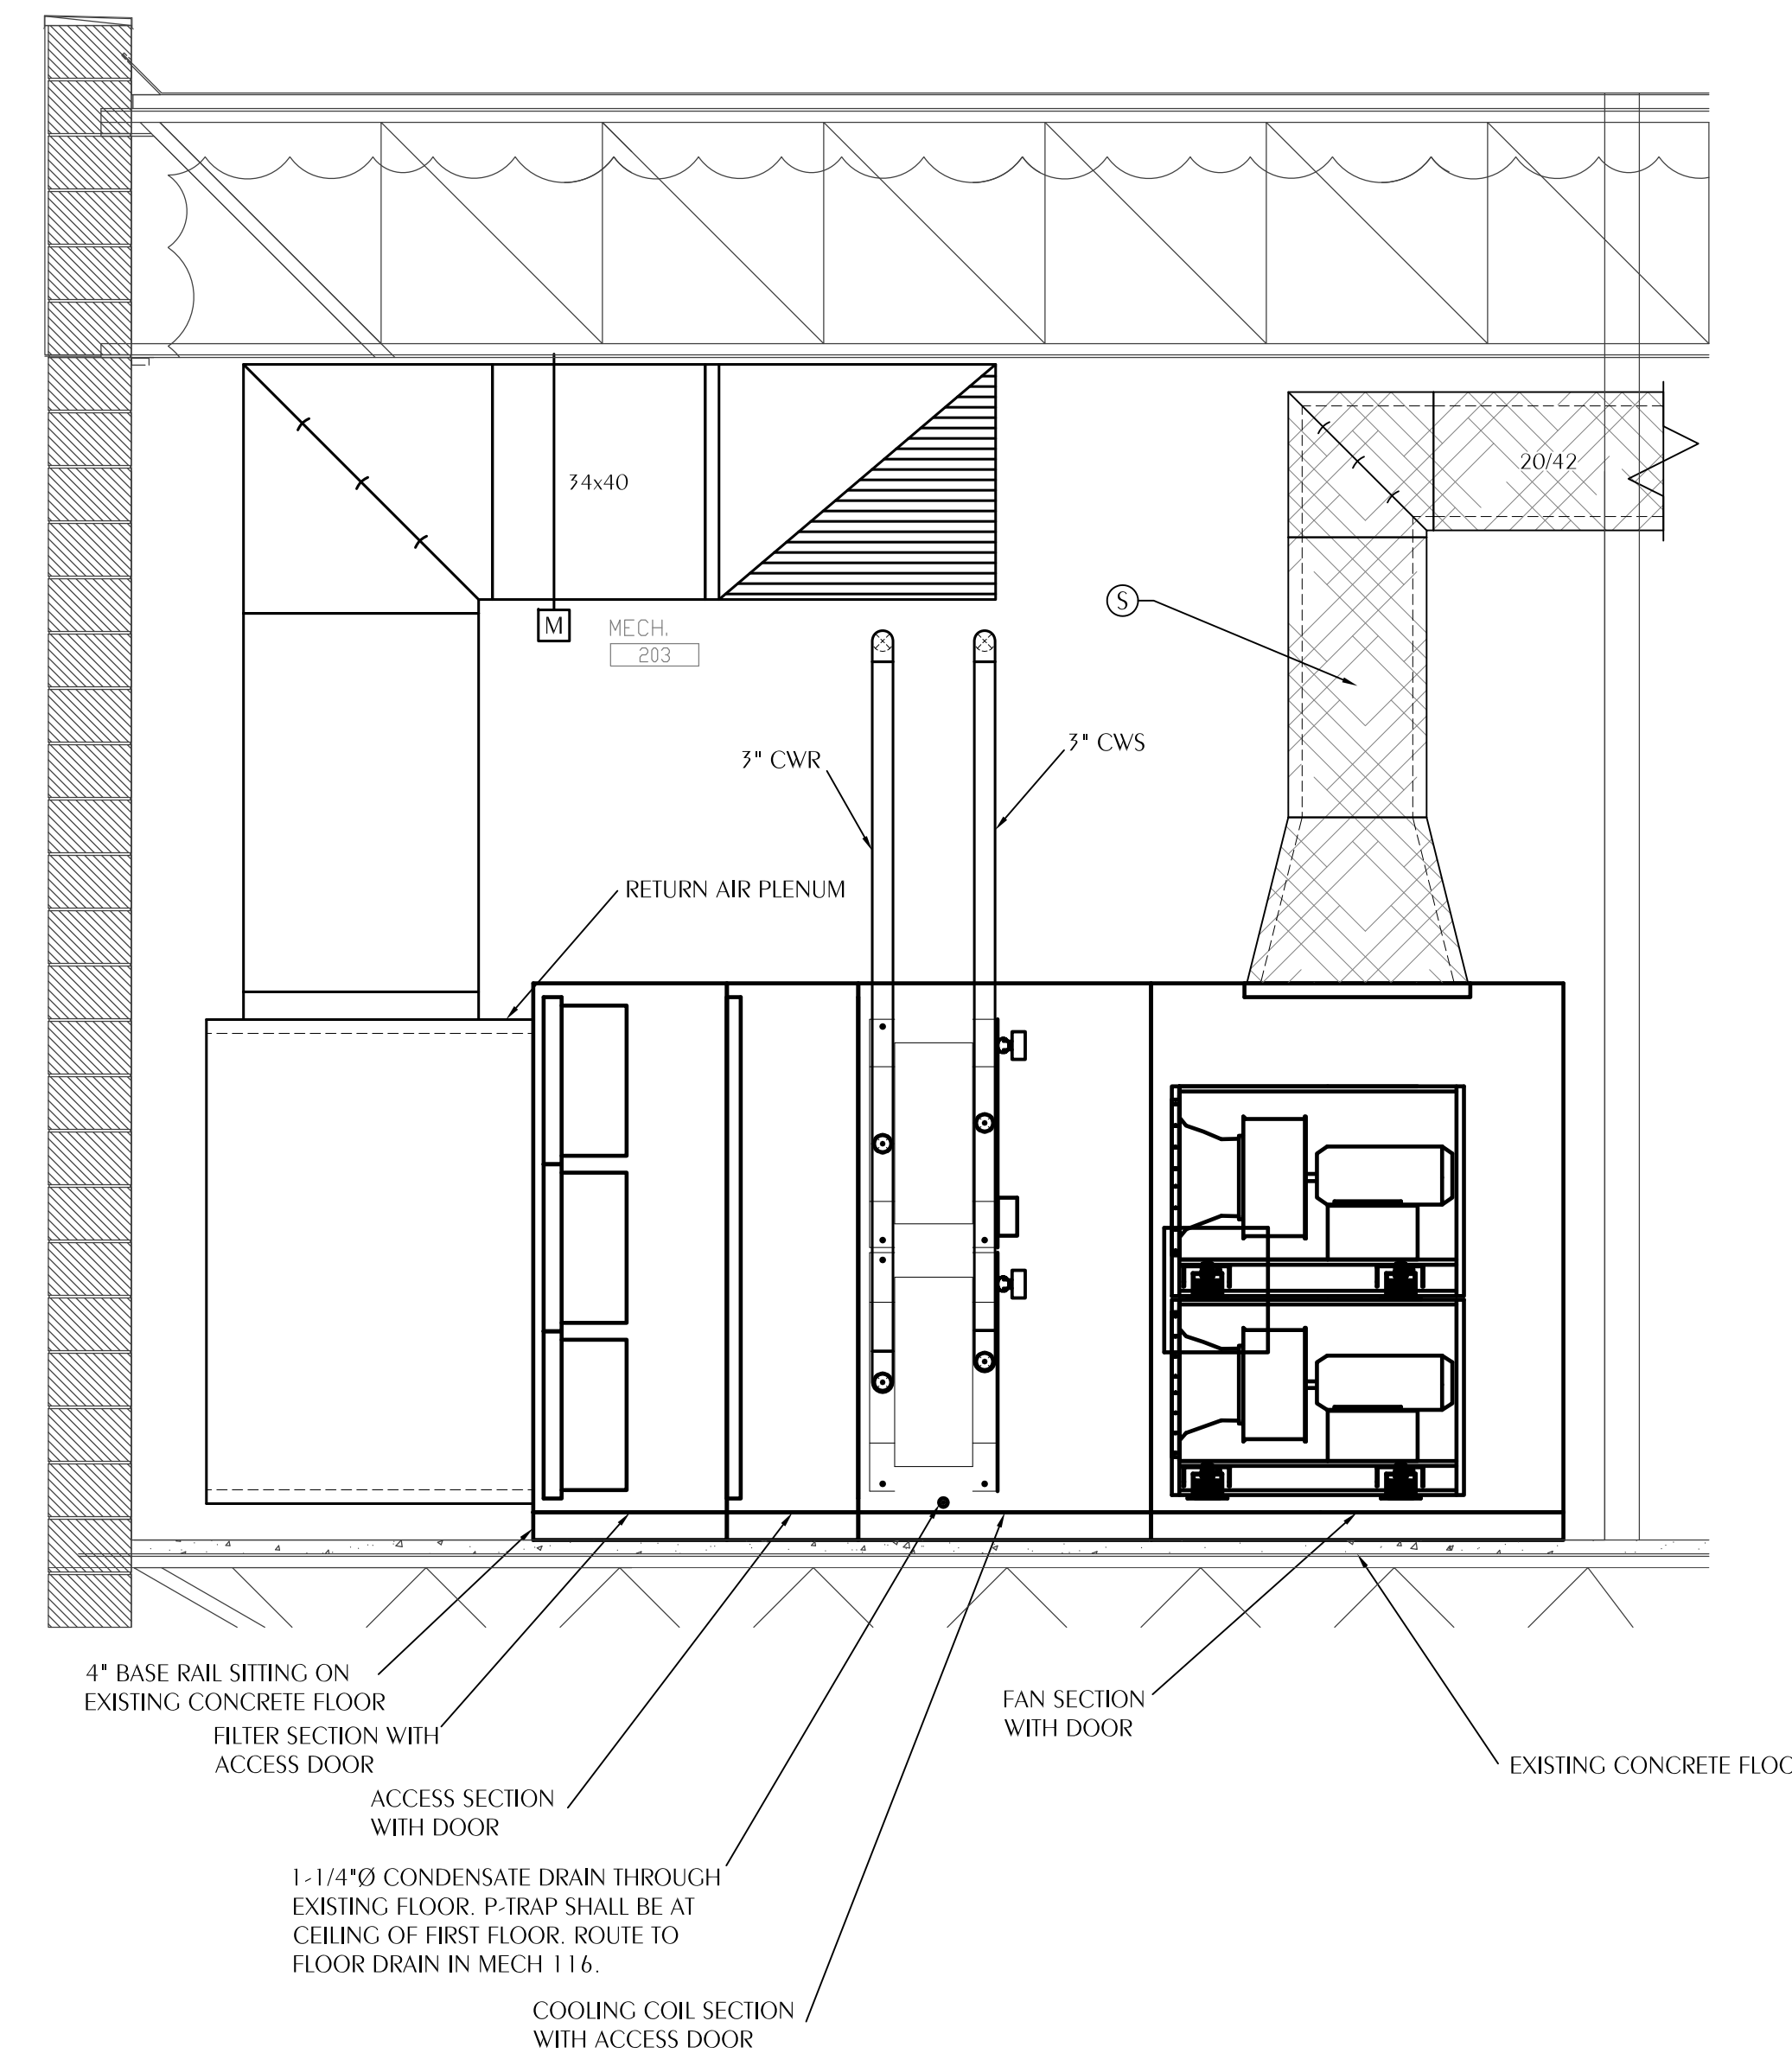 34x40
20/42
M
S
MECH.
203
3" CWR
3" CWS
RETURN AIR PLENUM
4" BASE RAIL SITTING ON
EXISTING CONCRETE FLOOR
FILTER SECTION WITH
ACCESS DOOR
ACCESS SECTION
WITH DOOR
1-1/4"Ø CONDENSATE DRAIN THROUGH
EXISTING FLOOR. P-TRAP SHALL BE AT
CEILING OF FIRST FLOOR. ROUTE TO
FLOOR DRAIN IN MECH 116.
COOLING COIL SECTION
WITH ACCESS DOOR
FAN SECTION
WITH DOOR
EXISTING CONCRETE